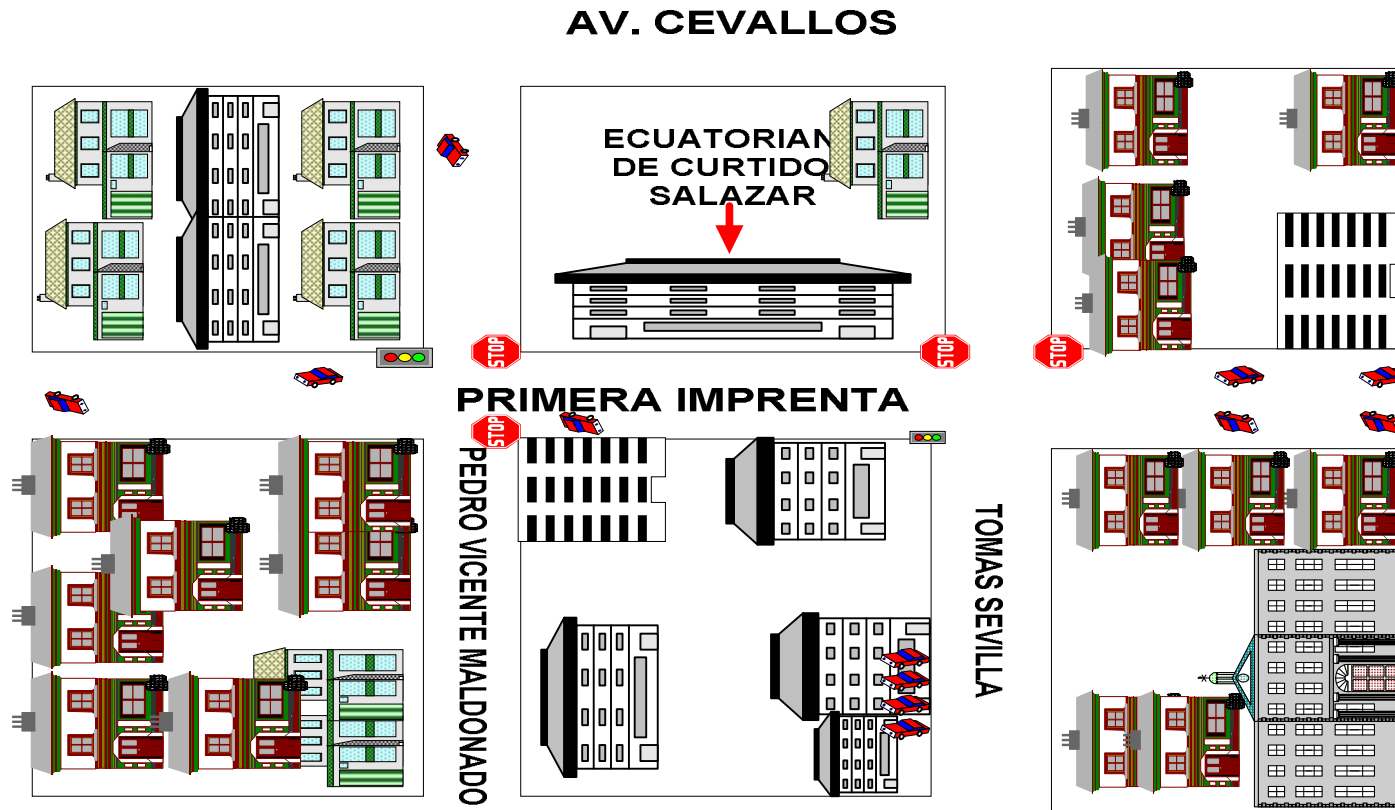 AV. CEVALLOS
ECUATORIAN
DE CURTIDO
SALAZAR
STOP
STOP
STOP
PRIMERA IMPRENTA
STOP
PEDRO VICENTE MALDONADO
TOMAS SEVILLA